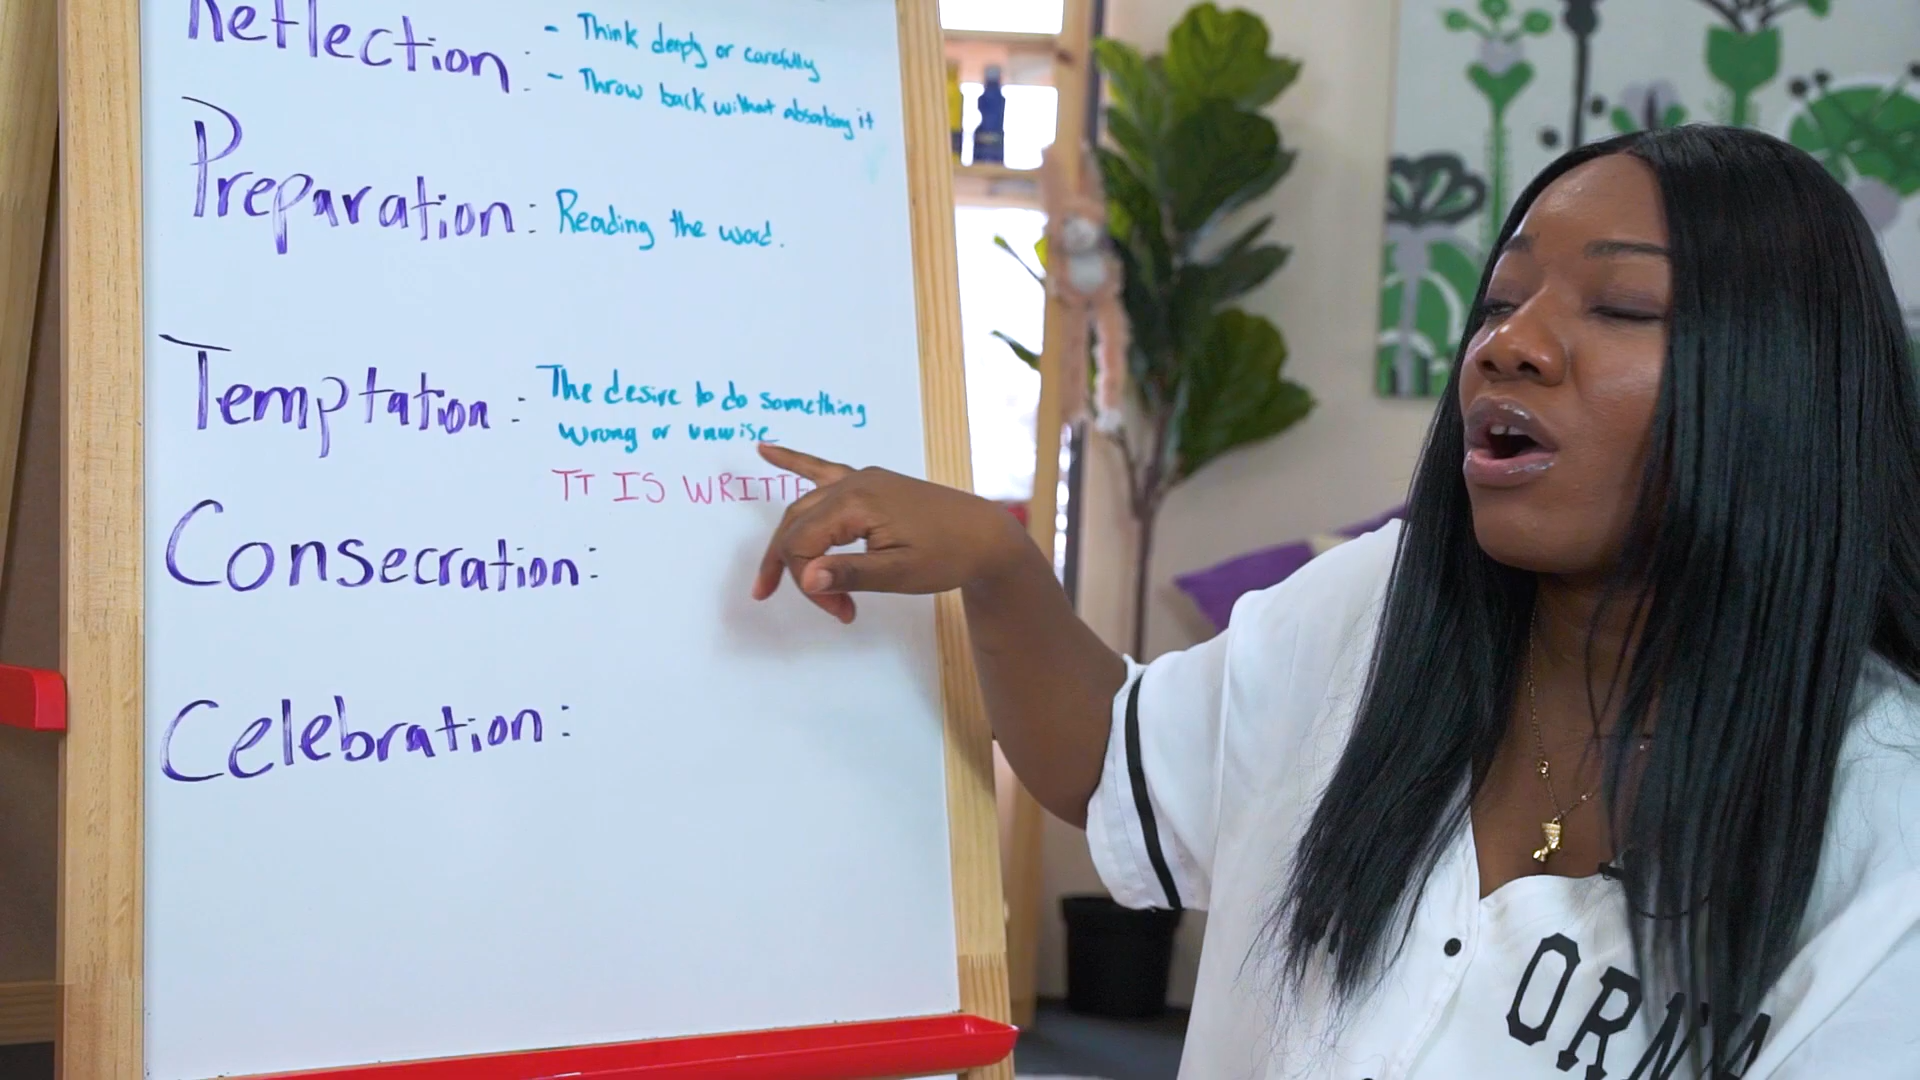 Reflection: - Think deeply or carefully
- Throw back without absorbing it
Preparation: Reading the word.
Temptation: The desire to do something
wrong or unwise
IT IS WRITTE
Consecration:
Celebration:
ORN